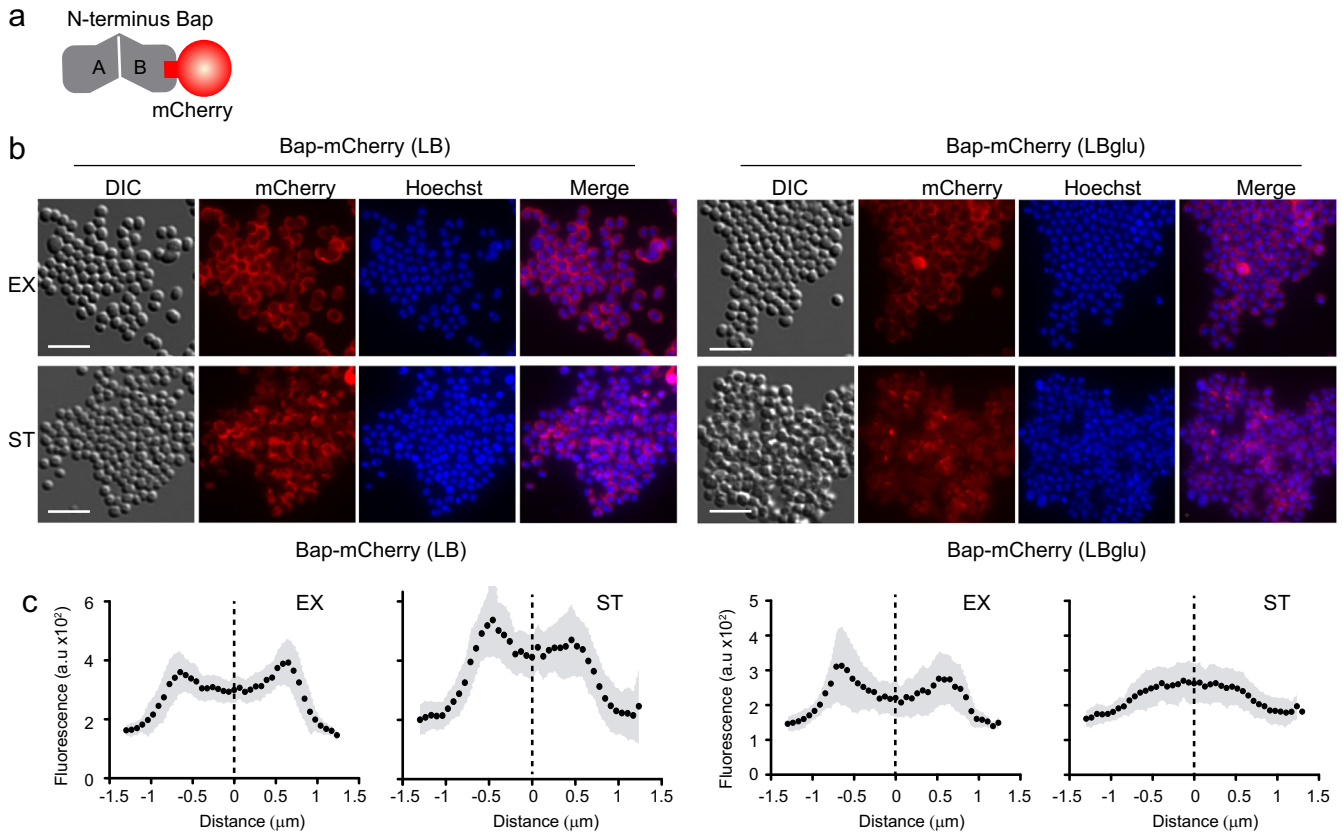 a
N-terminus Bap
A B
mCherry
b
Bap-mCherry (LB)
Bap-mCherry (LBglu)
DIC mCherry Hoechst Merge
DIC mCherry Hoechst Merge
EX
ST
Bap-mCherry (LB)
Bap-mCherry (LBglu)
c
Fluorescence (a.u x10²)
6
4
2
0
EX
-1.5 -1 -0.5 0 0.5 1 1.5
Distance (μm)
ST
-1.5 -1 -0.5 0 0.5 1 1.5
Distance (μm)
Fluorescence (a.u x10²)
5
4
3
2
1
0
EX
-1.5 -1 -0.5 0 0.5 1 1.5
Distance (μm)
ST
-1.5 -1 -0.5 0 0.5 1 1.5
Distance (μm)